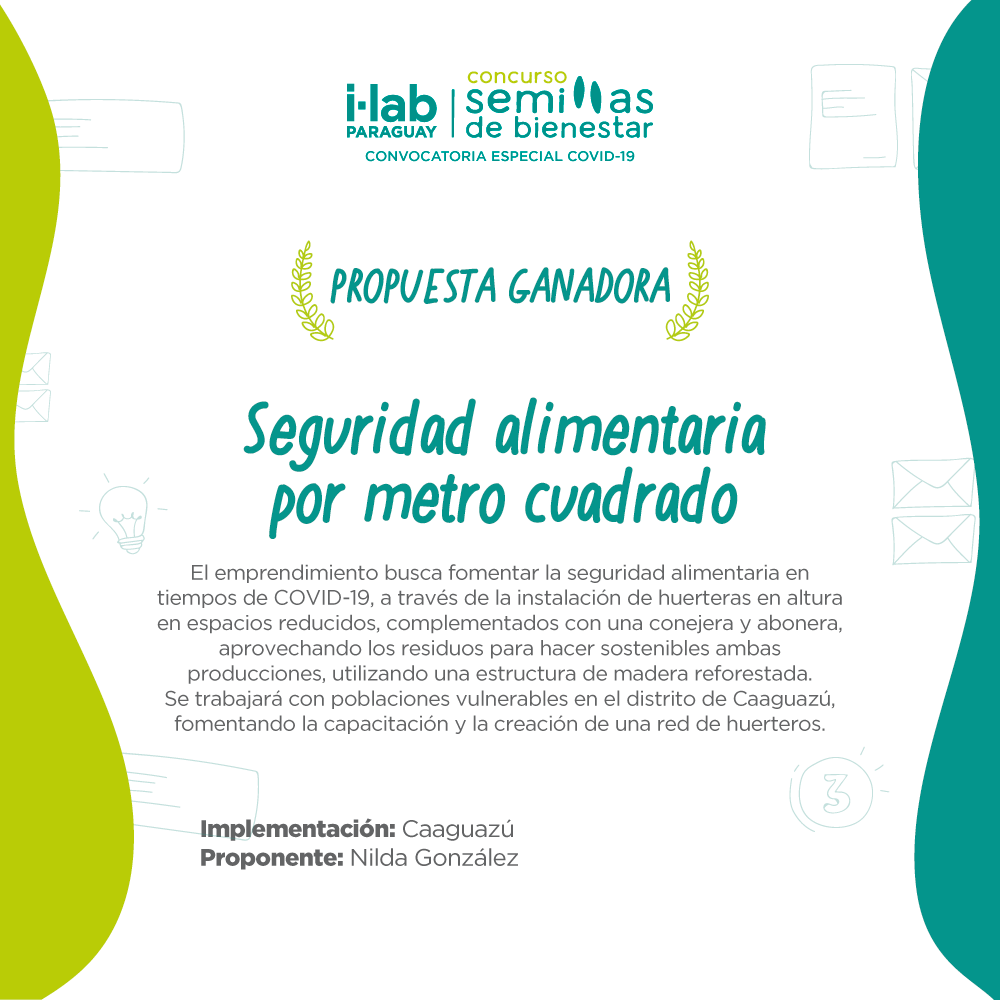 i·lab
PARAGUAY
concurso
semillas
de bienestar
CONVOCATORIA ESPECIAL COVID-19
PROPUESTA GANADORA
Seguridad alimentaria
por metro cuadrado
El emprendimiento busca fomentar la seguridad alimentaria en
tiempos de COVID-19, a través de la instalación de huerteras en altura
en espacios reducidos, complementados con una conejera y abonera,
aprovechando los residuos para hacer sostenibles ambas
producciones, utilizando una estructura de madera reforestada.
Se trabajará con poblaciones vulnerables en el distrito de Caaguazú,
fomentando la capacitación y la creación de una red de huerteros.
3
Implementación: Caaguazú
Proponente: Nilda González